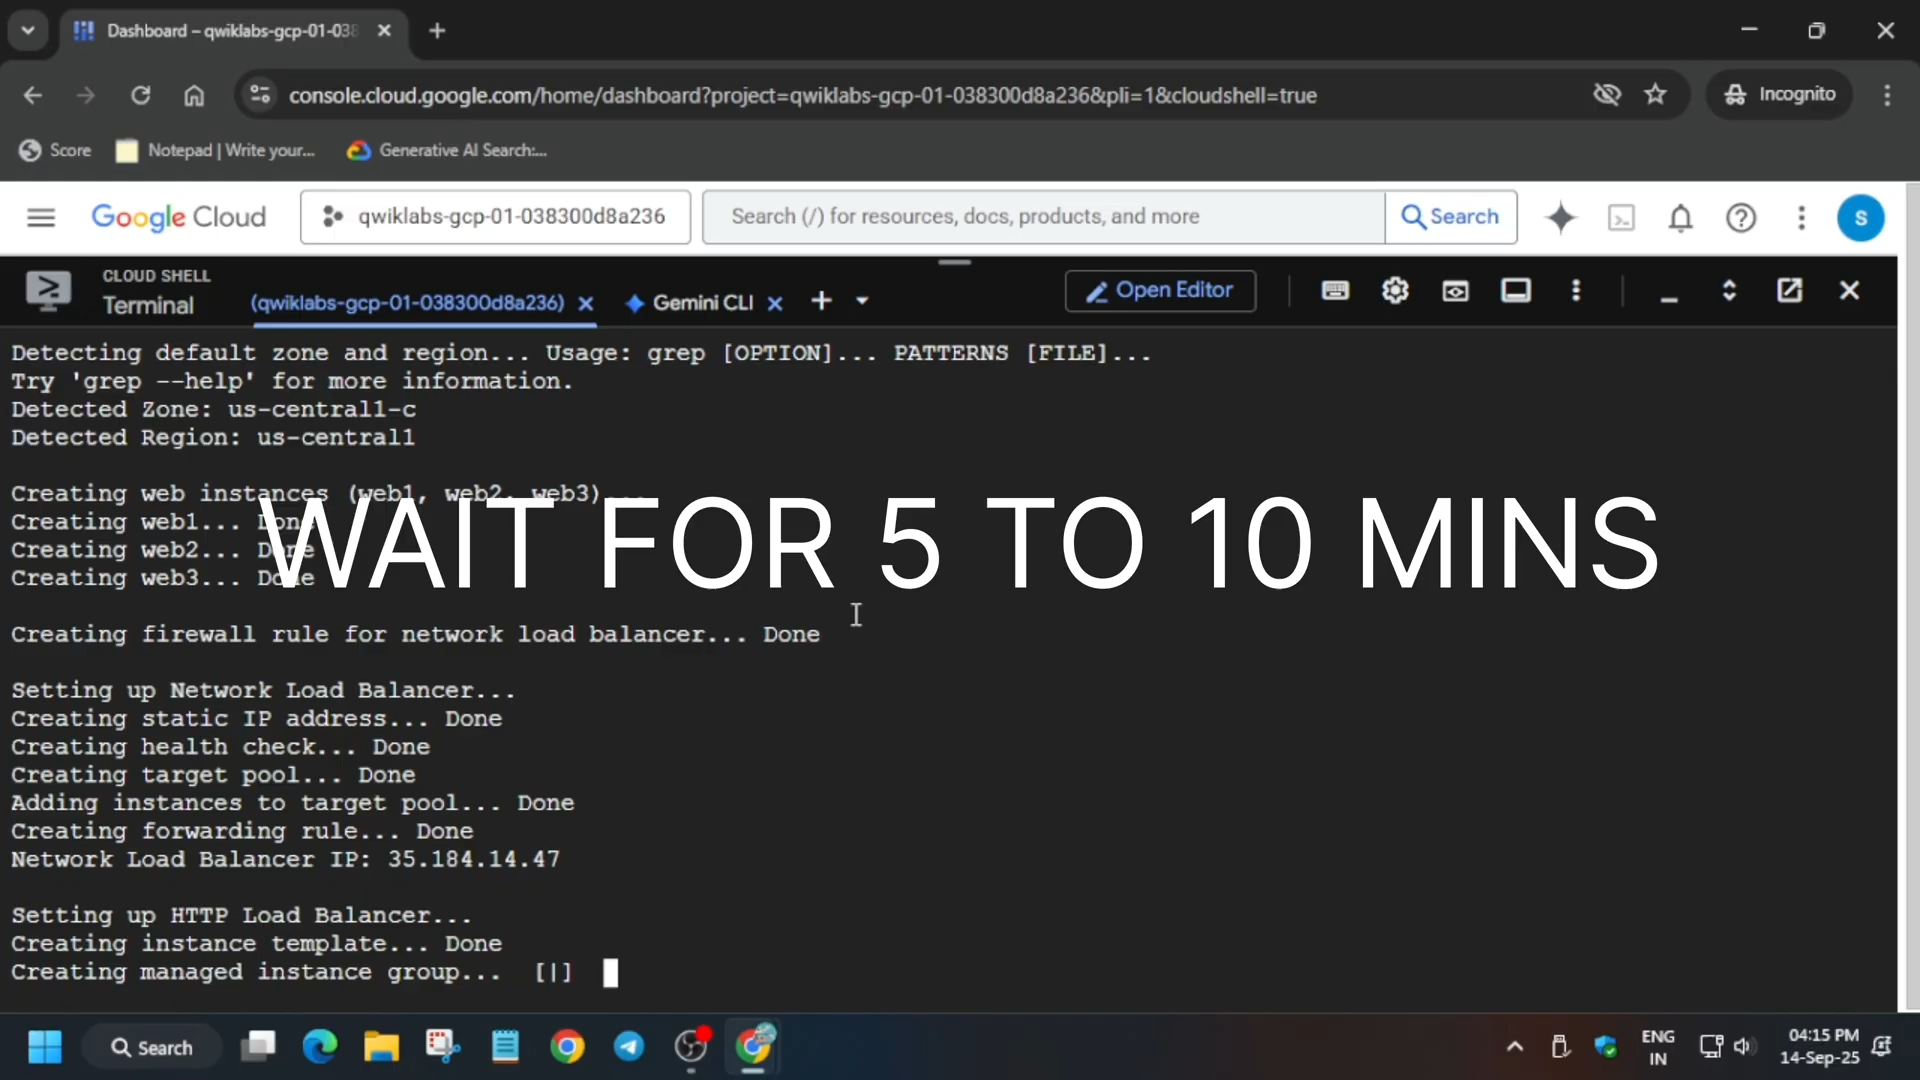 Dashboard – qwiklabs-gcp-01-038
console.cloud.google.com/home/dashboard?project=qwiklabs-gcp-01-038300d8a236&pli=1&cloudshell=true
Incognito
Score
Notepad | Write your...
Generative AI Search:...
Google Cloud
qwiklabs-gcp-01-038300d8a236
Search (/) for resources, docs, products, and more
Search
S
CLOUD SHELL
Terminal
(qwiklabs-gcp-01-038300d8a236)
Gemini CLI
Open Editor
Detecting default zone and region... Usage: grep [OPTION]... PATTERNS [FILE]...
Try 'grep --help' for more information.
Detected Zone: us-central1-c
Detected Region: us-central1
Creating web instances (web1, web2, web3)...
Creating web1... Done
Creating web2... Done
Creating web3... Done
WAIT FOR 5 TO 10 MINS
Creating firewall rule for network load balancer... Done
Setting up Network Load Balancer...
Creating static IP address... Done
Creating health check... Done
Creating target pool... Done
Adding instances to target pool... Done
Creating forwarding rule... Done
Network Load Balancer IP: 35.184.14.47
Setting up HTTP Load Balancer...
Creating instance template... Done
Creating managed instance group... [|]
Search
ENG
IN
04:15 PM
14-Sep-25